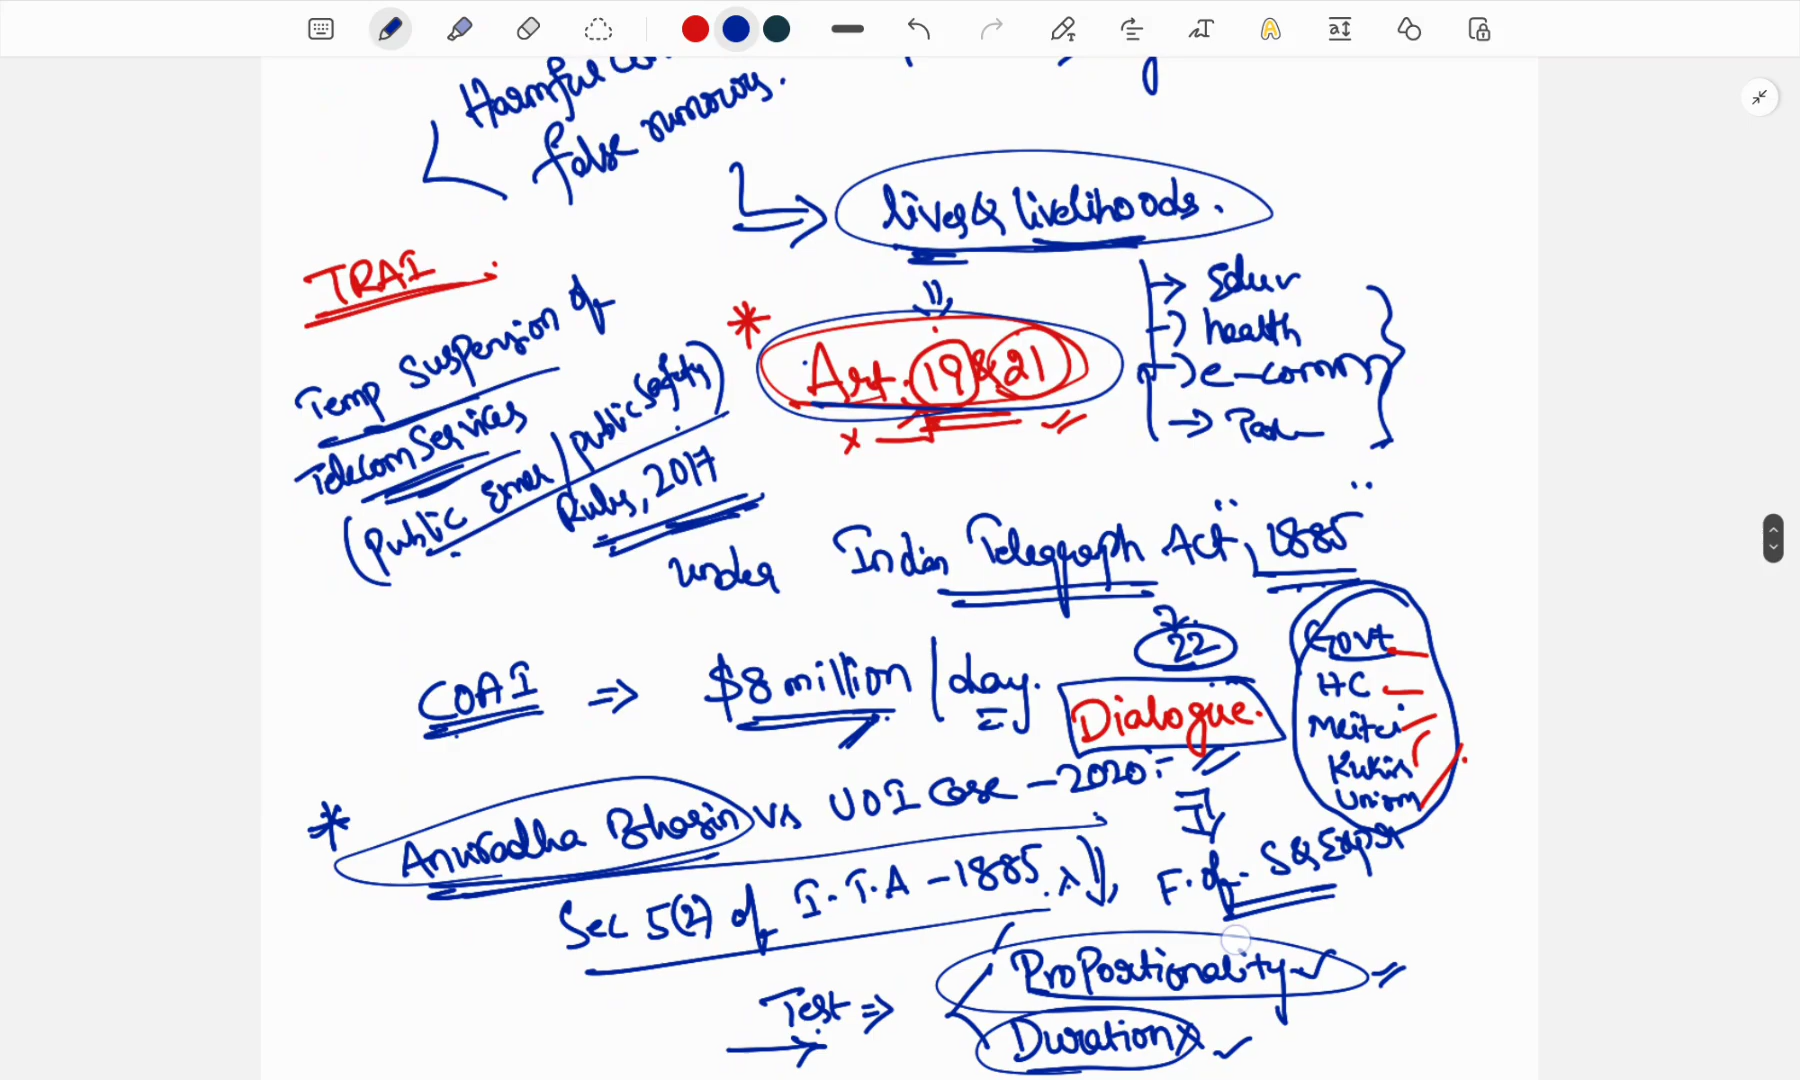 Harmful
false rumours.
lives & livelihoods.
TRAI
Temp Suspension of
Telecom Services
(Public Emer / public safety)
Rules, 2017
Art. 19 & 21
health
e-comm
under Indian Telegraph Act, 1885
COAI ⇒ $8 million / day.
22
Dialogue.
Govt
HC
Meitei
Kukis
Union
* Anuradha Bhasin vs UOI Case - 2020
Sec 5(2) of I.T.A - 1885.
F. of S & Exp
Test ⇒ Proportionality
Duration